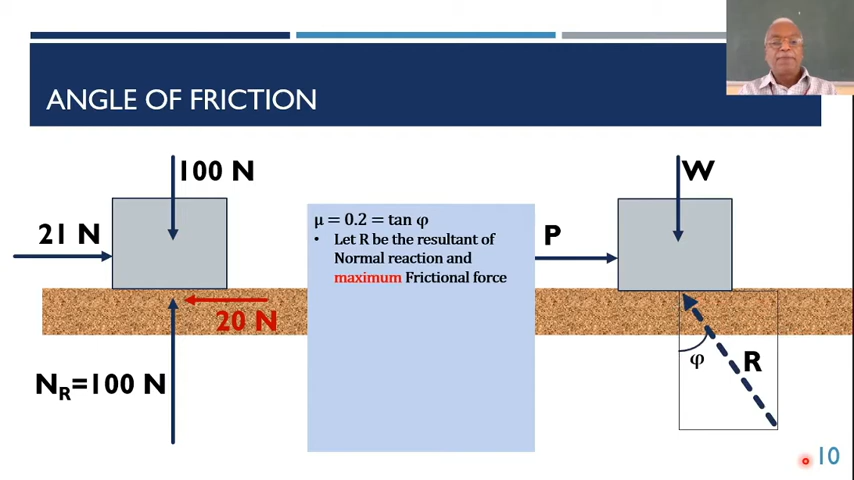 ANGLE OF FRICTION
100 N
21 N
20 N
N_R=100 N
μ = 0.2 = tan φ
• Let R be the resultant of
Normal reaction and
maximum Frictional force
W
P
φ
R
10